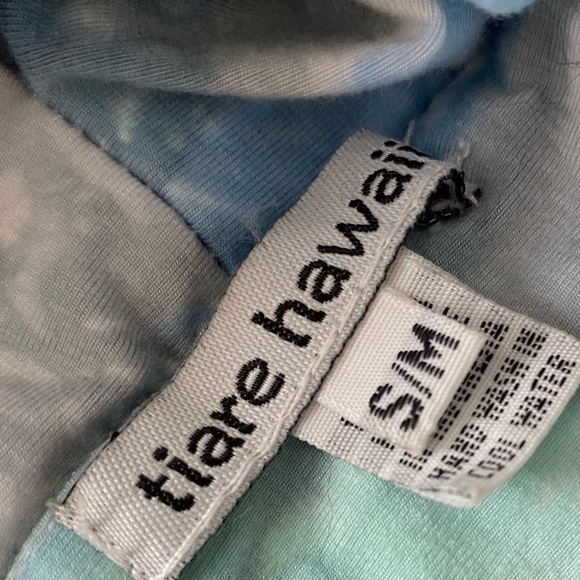 tiare hawaii
S/M
HAND WASH IN
COOL WATER